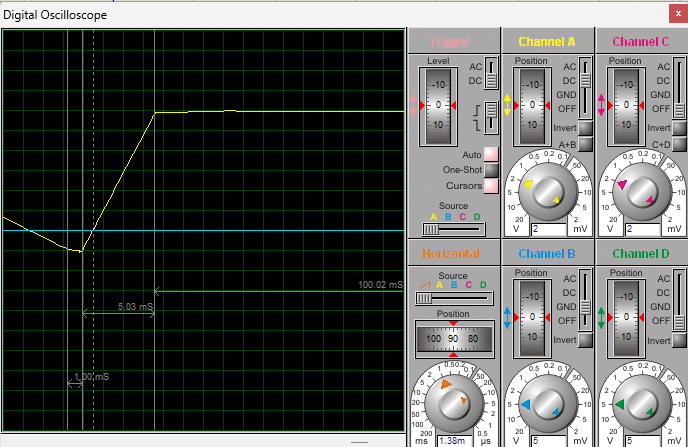 Digital Oscilloscope
x
100.02 mS
5.03 mS
1.00 mS
Trigger
Level
-10
0
10
AC
DC
Auto
One-Shot
Cursors
Source
A B C D
Channel A
Position
-10
0
10
AC
DC
GND
OFF
Invert
A+B
20 10 5 2 1 0.5 0.2 0.1 50 20 10 5 2
V 2 mV
Channel C
Position
-10
0
10
AC
DC
GND
OFF
Invert
C+D
20 10 5 2 1 0.5 0.2 0.1 50 20 10 5 2
V 2 mV
Horizontal
Source
A B C D
Position
100 90 80
200 100 50 20 10 5 2 1 0.5 0.2 0.1 50 20 10 5 2 1 0.5
ms 1.38m µs
Channel B
Position
-10
0
10
AC
DC
GND
OFF
Invert
20 10 5 2 1 0.5 0.2 0.1 50 20 10 5 2
V 5 mV
Channel D
Position
-10
0
10
AC
DC
GND
OFF
Invert
20 10 5 2 1 0.5 0.2 0.1 50 20 10 5 2
V 5 mV